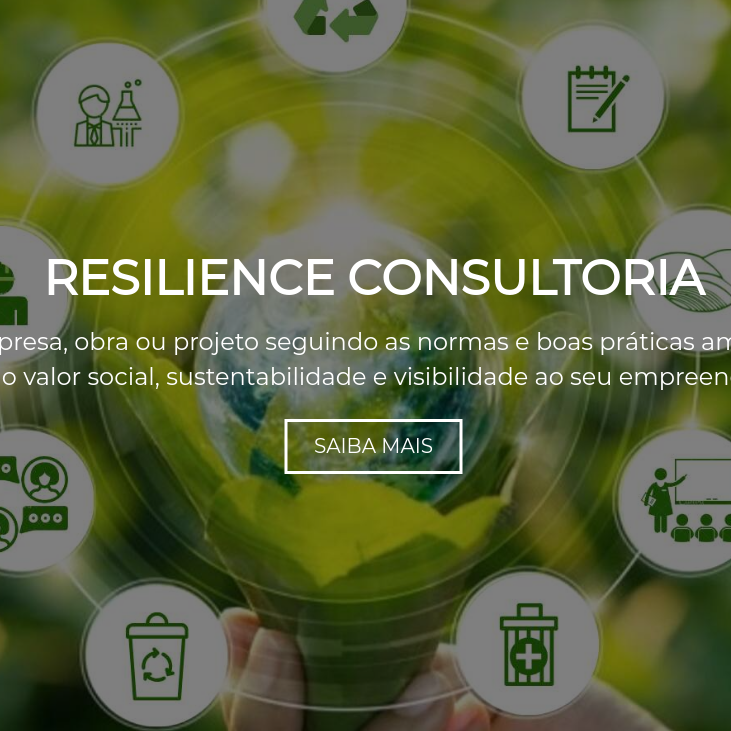 RESILIENCE CONSULTORIA
presa, obra ou projeto seguindo as normas e boas práticas am
o valor social, sustentabilidade e visibilidade ao seu empreen
SAIBA MAIS